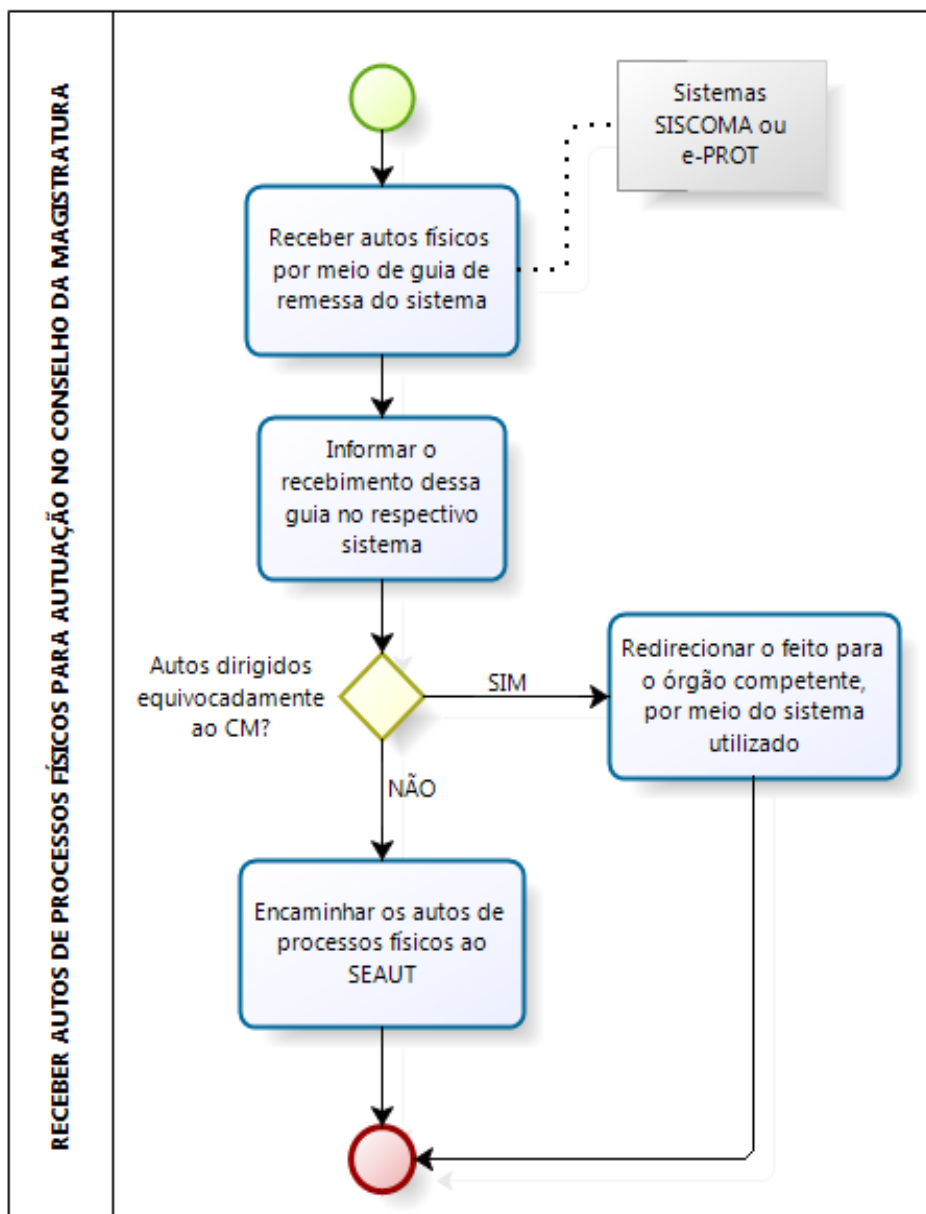 RECEBER AUTOS DE PROCESSOS FÍSICOS PARA AUTUAÇÃO NO CONSELHO DA MAGISTRATURA
Sistemas
SISCOMA ou
e-PROT
Receber autos físicos
por meio de guia de
remessa do sistema
Informar o
recebimento dessa
guia no respectivo
sistema
Autos dirigidos
equivocadamente
ao CM?
SIM
Redirecionar o feito para
o órgão competente,
por meio do sistema
utilizado
NÃO
Encaminhar os autos de
processos físicos ao
SEAUT